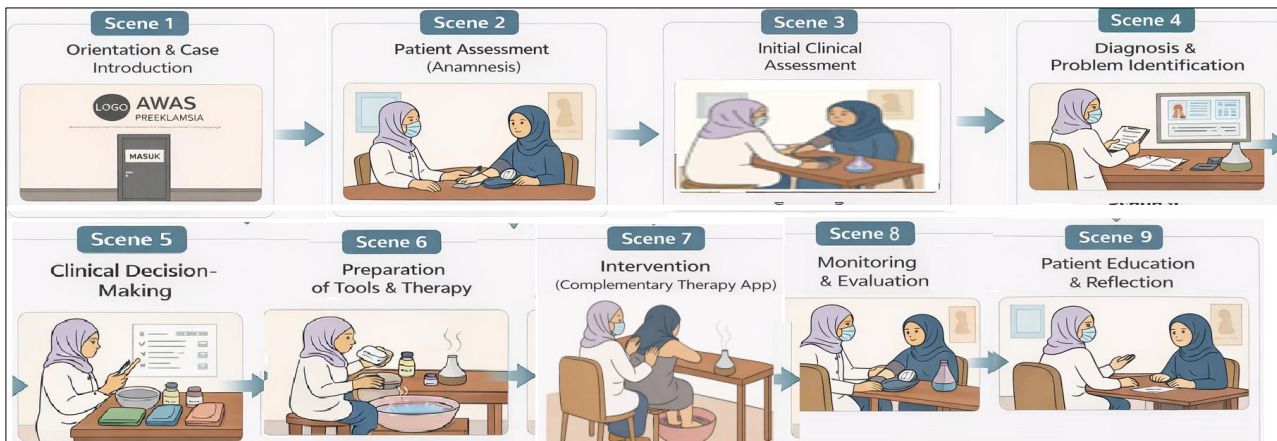 Scene 1
Orientation & Case
Introduction
LOGO AWAS
PREEKLAMSIA
MASUK
Scene 2
Patient Assessment
(Anamnesis)
Scene 3
Initial Clinical
Assessment
Scene 4
Diagnosis &
Problem Identification
Scene 5
Clinical Decision-
Making
Scene 6
Preparation
of Tools & Therapy
Scene 7
Intervention
(Complementary Therapy App)
Scene 8
Monitoring
& Evaluation
Scene 9
Patient Education
& Reflection